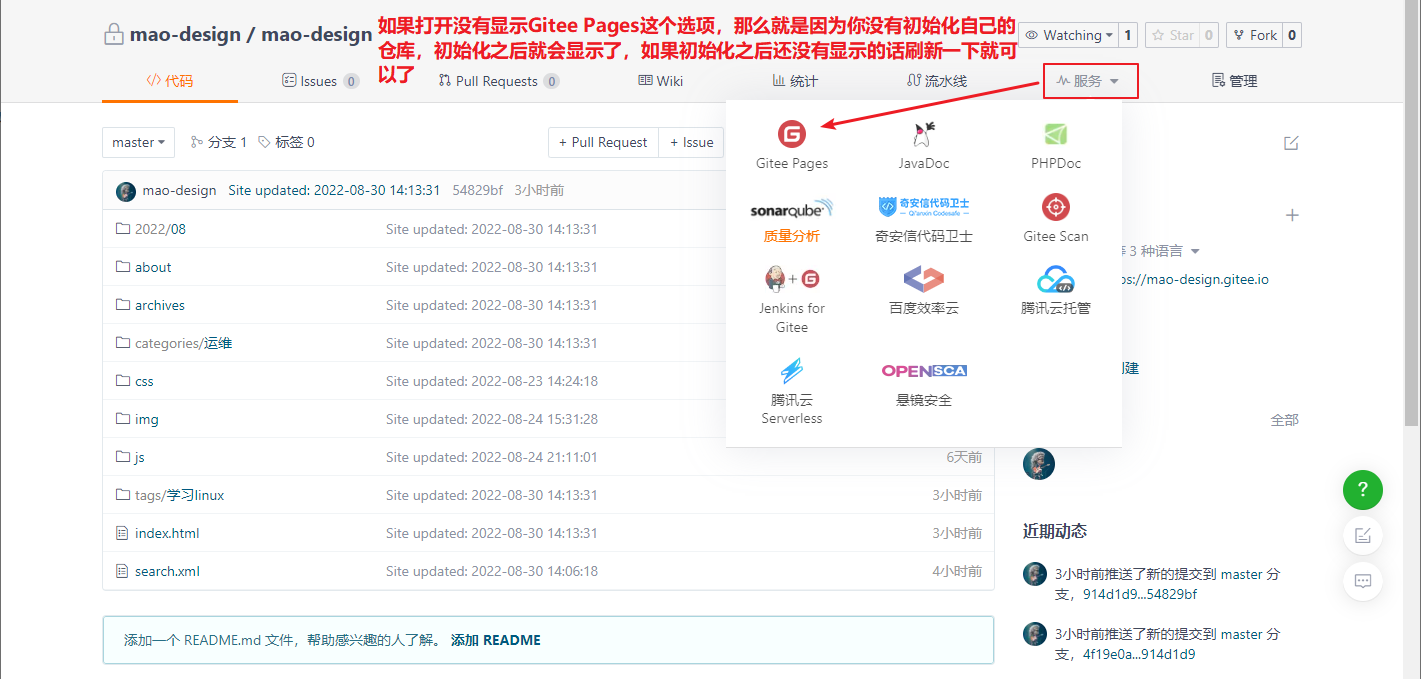 mao-design / mao-design
如果打开没有显示Gitee Pages这个选项，那么就是因为你没有初始化自己的
仓库，初始化之后就会显示了，如果初始化之后还没有显示的话刷新一下就可
以了
Watching 1
Star 0
Fork 0
代码
Issues 0
Pull Requests 0
Wiki
统计
流水线
服务
管理
master
分支 1
标签 0
+ Pull Request
+ Issue
mao-design Site updated: 2022-08-30 14:13:31 54829bf 3小时前
2022/08 Site updated: 2022-08-30 14:13:31
about Site updated: 2022-08-30 14:13:31
archives Site updated: 2022-08-30 14:13:31
categories/运维 Site updated: 2022-08-30 14:13:31
css Site updated: 2022-08-23 14:24:18
img Site updated: 2022-08-24 15:31:28
js Site updated: 2022-08-24 21:11:01 6天前
tags/学习linux Site updated: 2022-08-30 14:13:31 3小时前
index.html Site updated: 2022-08-30 14:13:31 3小时前
search.xml Site updated: 2022-08-30 14:06:18 4小时前
添加一个 README.md 文件，帮助感兴趣的人了解。 添加 README
Gitee Pages
JavaDoc
PHPDoc
sonarqube
质量分析
奇安信代码卫士
Qi'anxin Codesafe
奇安信代码卫士
Gitee Scan
Jenkins for
Gitee
百度效率云
腾讯云托管
腾讯云
Serverless
OPENSCA
悬镜安全
3 种语言
ps://mao-design.gitee.io
建
全部
近期动态
3小时前推送了新的提交到 master 分
支，914d1d9...54829bf
3小时前推送了新的提交到 master 分
支，4f19e0a...914d1d9